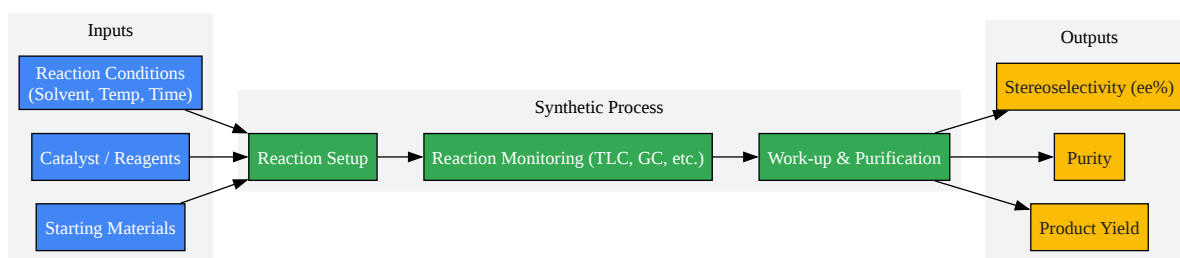 Inputs
Reaction Conditions
(Solvent, Temp, Time)
Catalyst / Reagents
Starting Materials
Synthetic Process
Reaction Setup
Reaction Monitoring (TLC, GC, etc.)
Work-up & Purification
Outputs
Stereoselectivity (ee%)
Purity
Product Yield